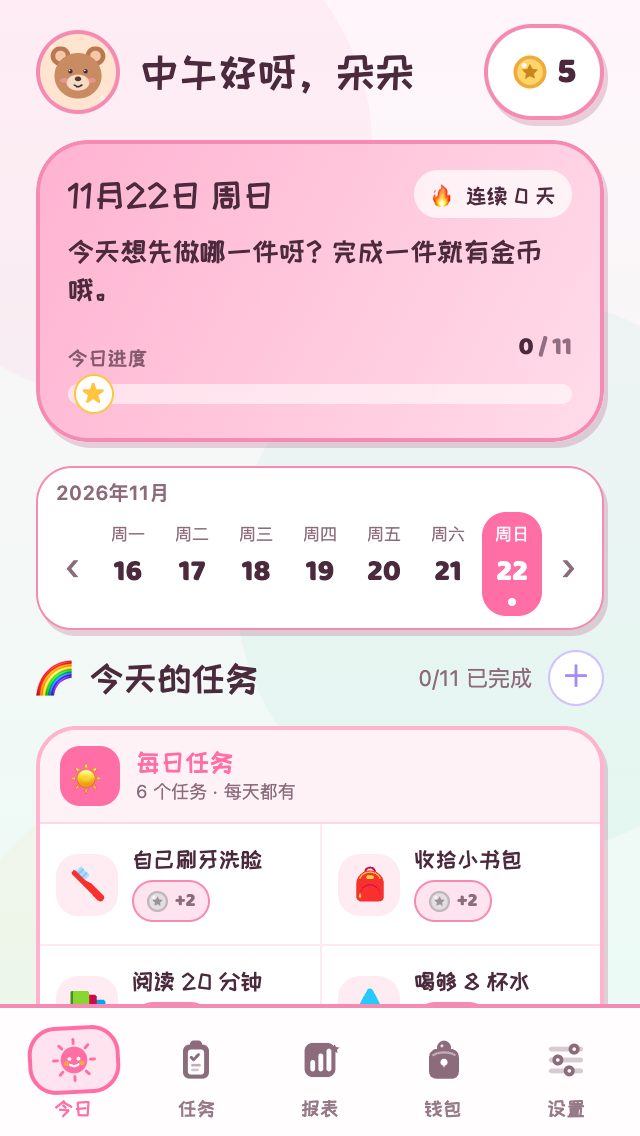 中午好呀，朵朵
5
11月22日 周日
连续 0 天
今天想先做哪一件呀？完成一件就有金币
哦。
今日进度
0 / 11
2026年11月
周一 周二 周三 周四 周五 周六 周日
‹ 16 17 18 19 20 21 22 ›
今天的任务
0/11 已完成
+
每日任务
6 个任务 · 每天都有
自己刷牙洗脸
+2
收拾小书包
+2
阅读 20 分钟
喝够 8 杯水
今日 任务 报表 钱包 设置